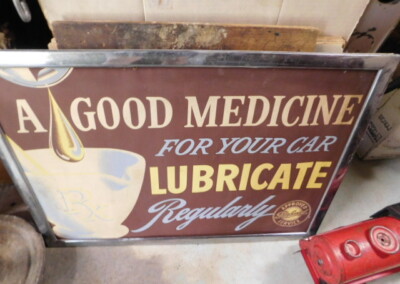 A GOOD MEDICINE
FOR YOUR CAR
LUBRICATE
Regularly